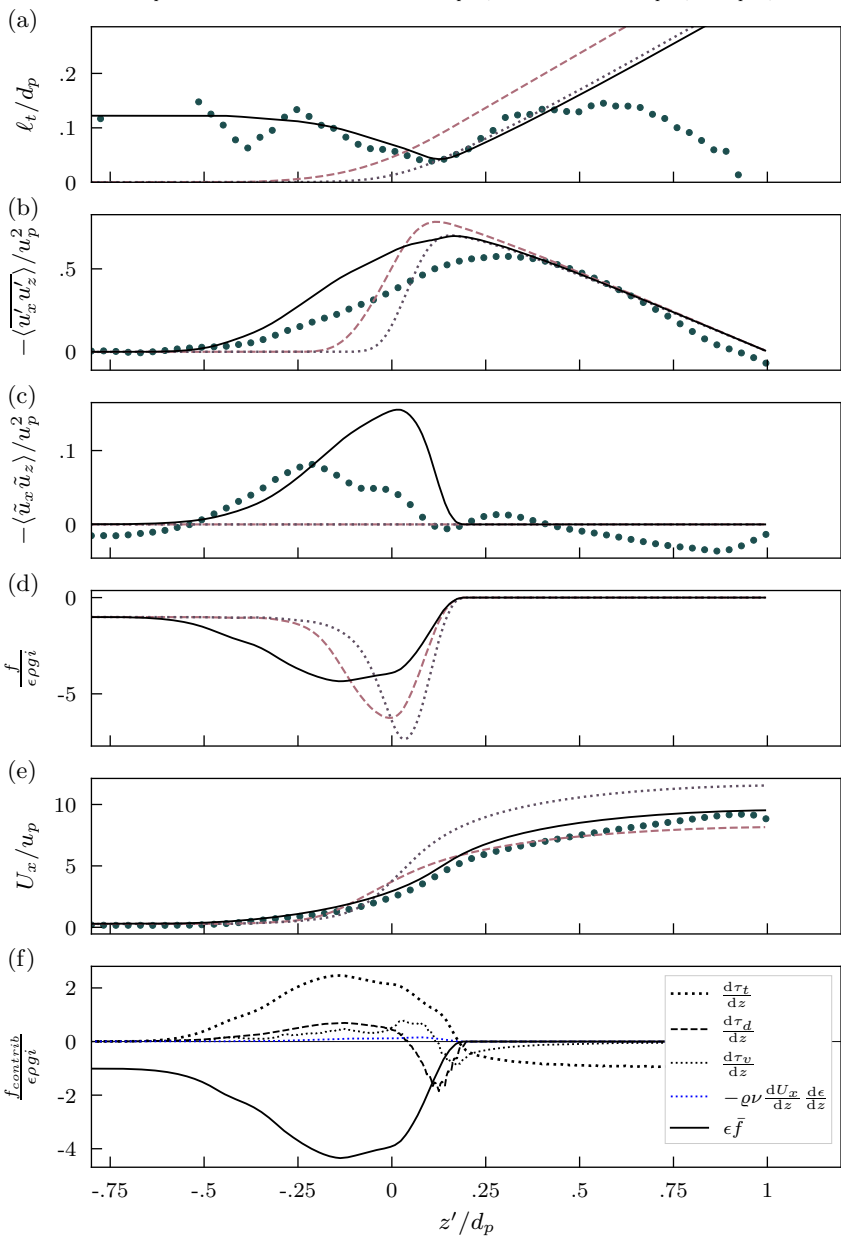 (a)
.2
.1
0
ℓ_t/d_p
(b)
.5
0
−⟨\overline{u'_x u'_z}⟩/u_p^2
(c)
.1
0
−⟨ũ_x ũ_z⟩/u_p^2
(d)
0
-5
f/ϵρgi
(e)
10
5
0
U_x/u_p
(f)
2
0
-2
-4
f_{contrib}/ϵρgi
dτ_t/dz
dτ_d/dz
dτ_v/dz
−ϱν dU_x/dz dϵ/dz
ϵf̄
-.75 -.5 -.25 0 .25 .5 .75 1
z'/d_p